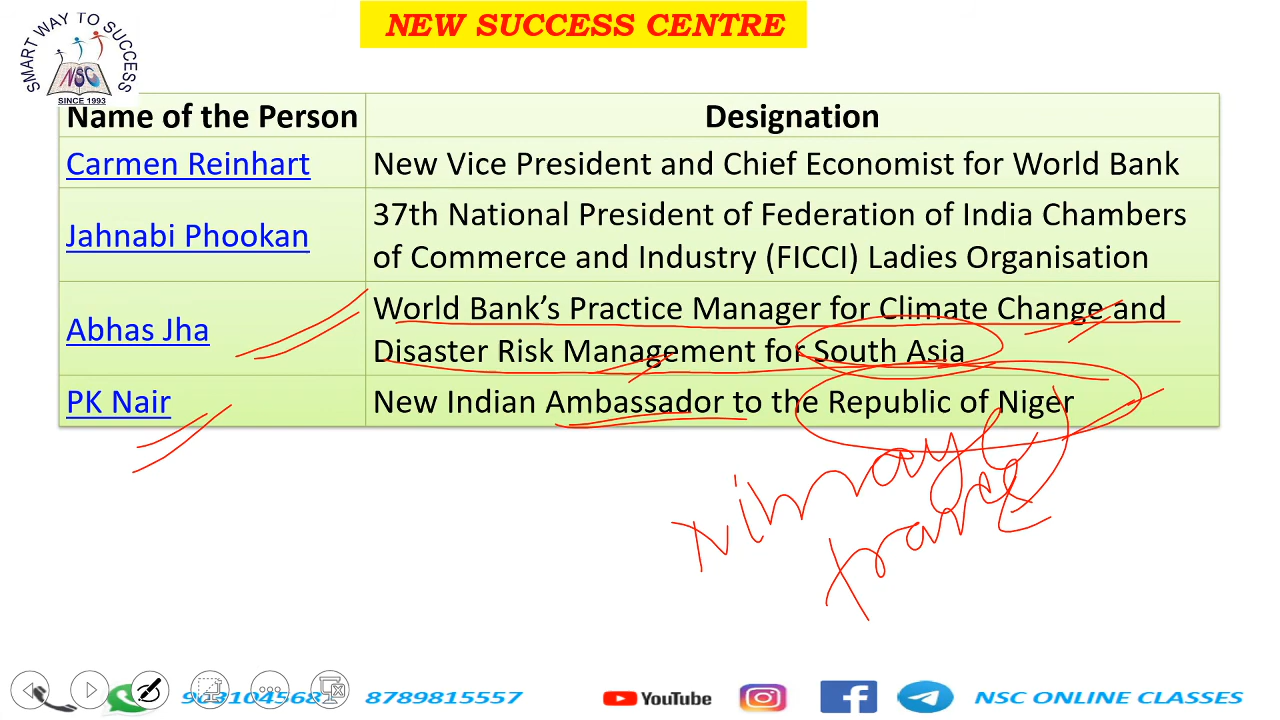 SMART WAY TO SUCCESS
NSC
SINCE 1993
NEW SUCCESS CENTRE
Name of the Person Designation
Carmen Reinhart New Vice President and Chief Economist for World Bank
Jahnabi Phookan 37th National President of Federation of India Chambers
of Commerce and Industry (FICCI) Ladies Organisation
Abhas Jha World Bank’s Practice Manager for Climate Change and
Disaster Risk Management for South Asia
PK Nair New Indian Ambassador to the Republic of Niger
8789815557 YouTube NSC ONLINE CLASSES